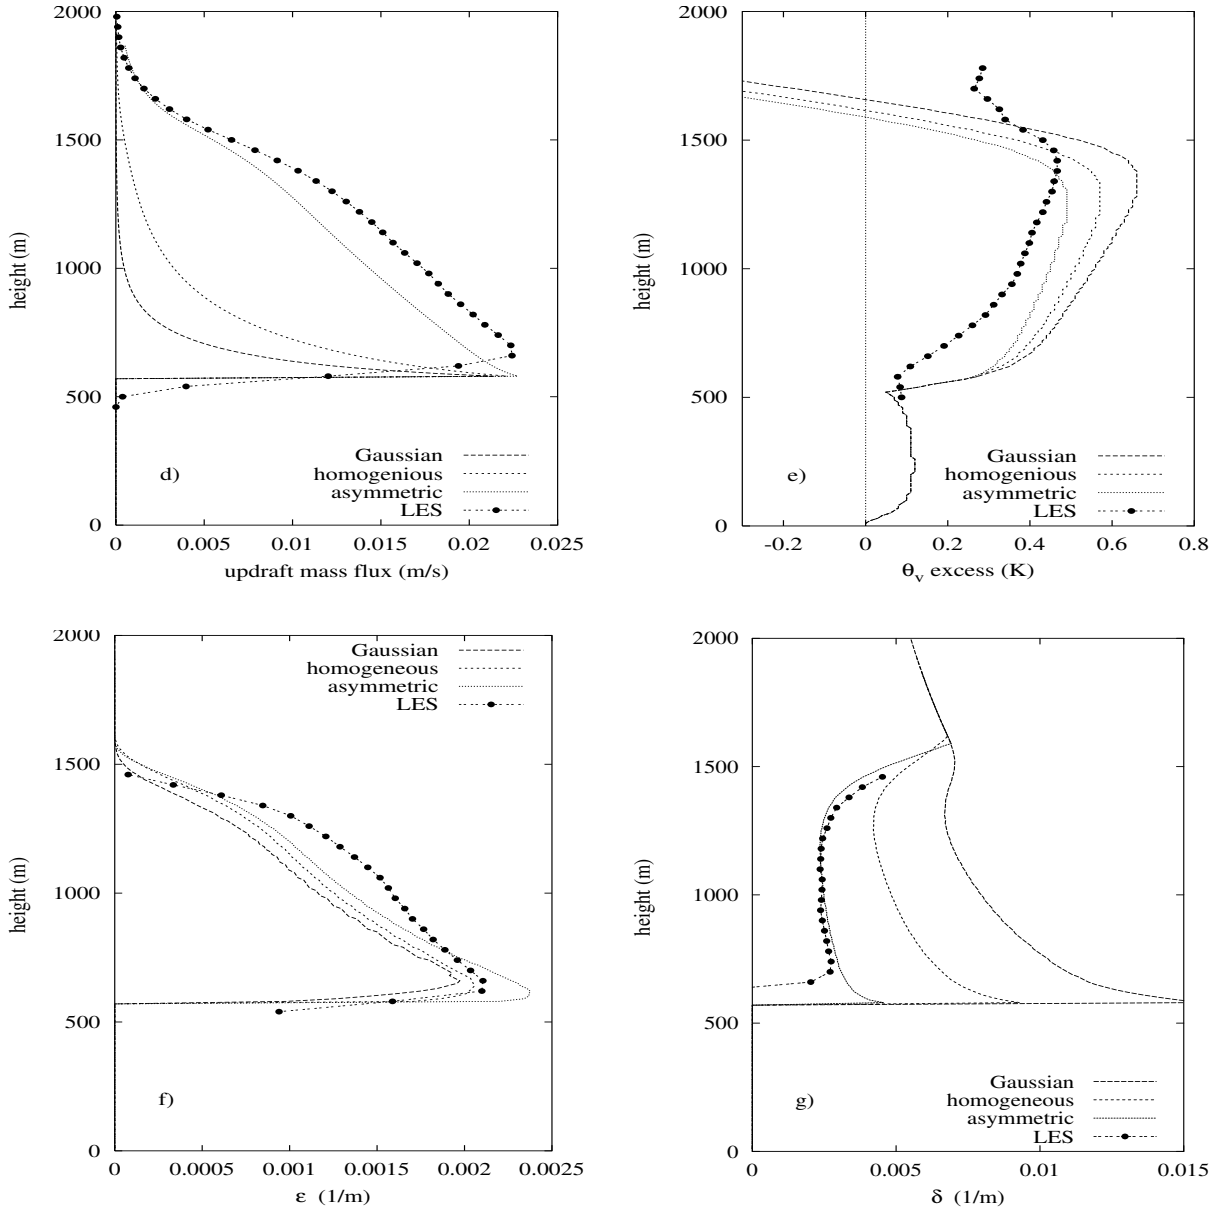 2000
1500
1000
500
0
height (m)
d)
Gaussian
homogenious
asymmetric
LES
0 0.005 0.01 0.015 0.02 0.025
updraft mass flux (m/s)
2000
1500
1000
500
0
height (m)
e)
Gaussian
homogenious
asymmetric
LES
-0.2 0 0.2 0.4 0.6 0.8
θv excess (K)
2000
1500
1000
500
0
height (m)
Gaussian
homogeneous
asymmetric
LES
f)
0 0.0005 0.001 0.0015 0.002 0.0025
ε (1/m)
2000
1500
1000
500
0
height (m)
g)
Gaussian
homogeneous
asymmetric
LES
0 0.005 0.01 0.015
δ (1/m)